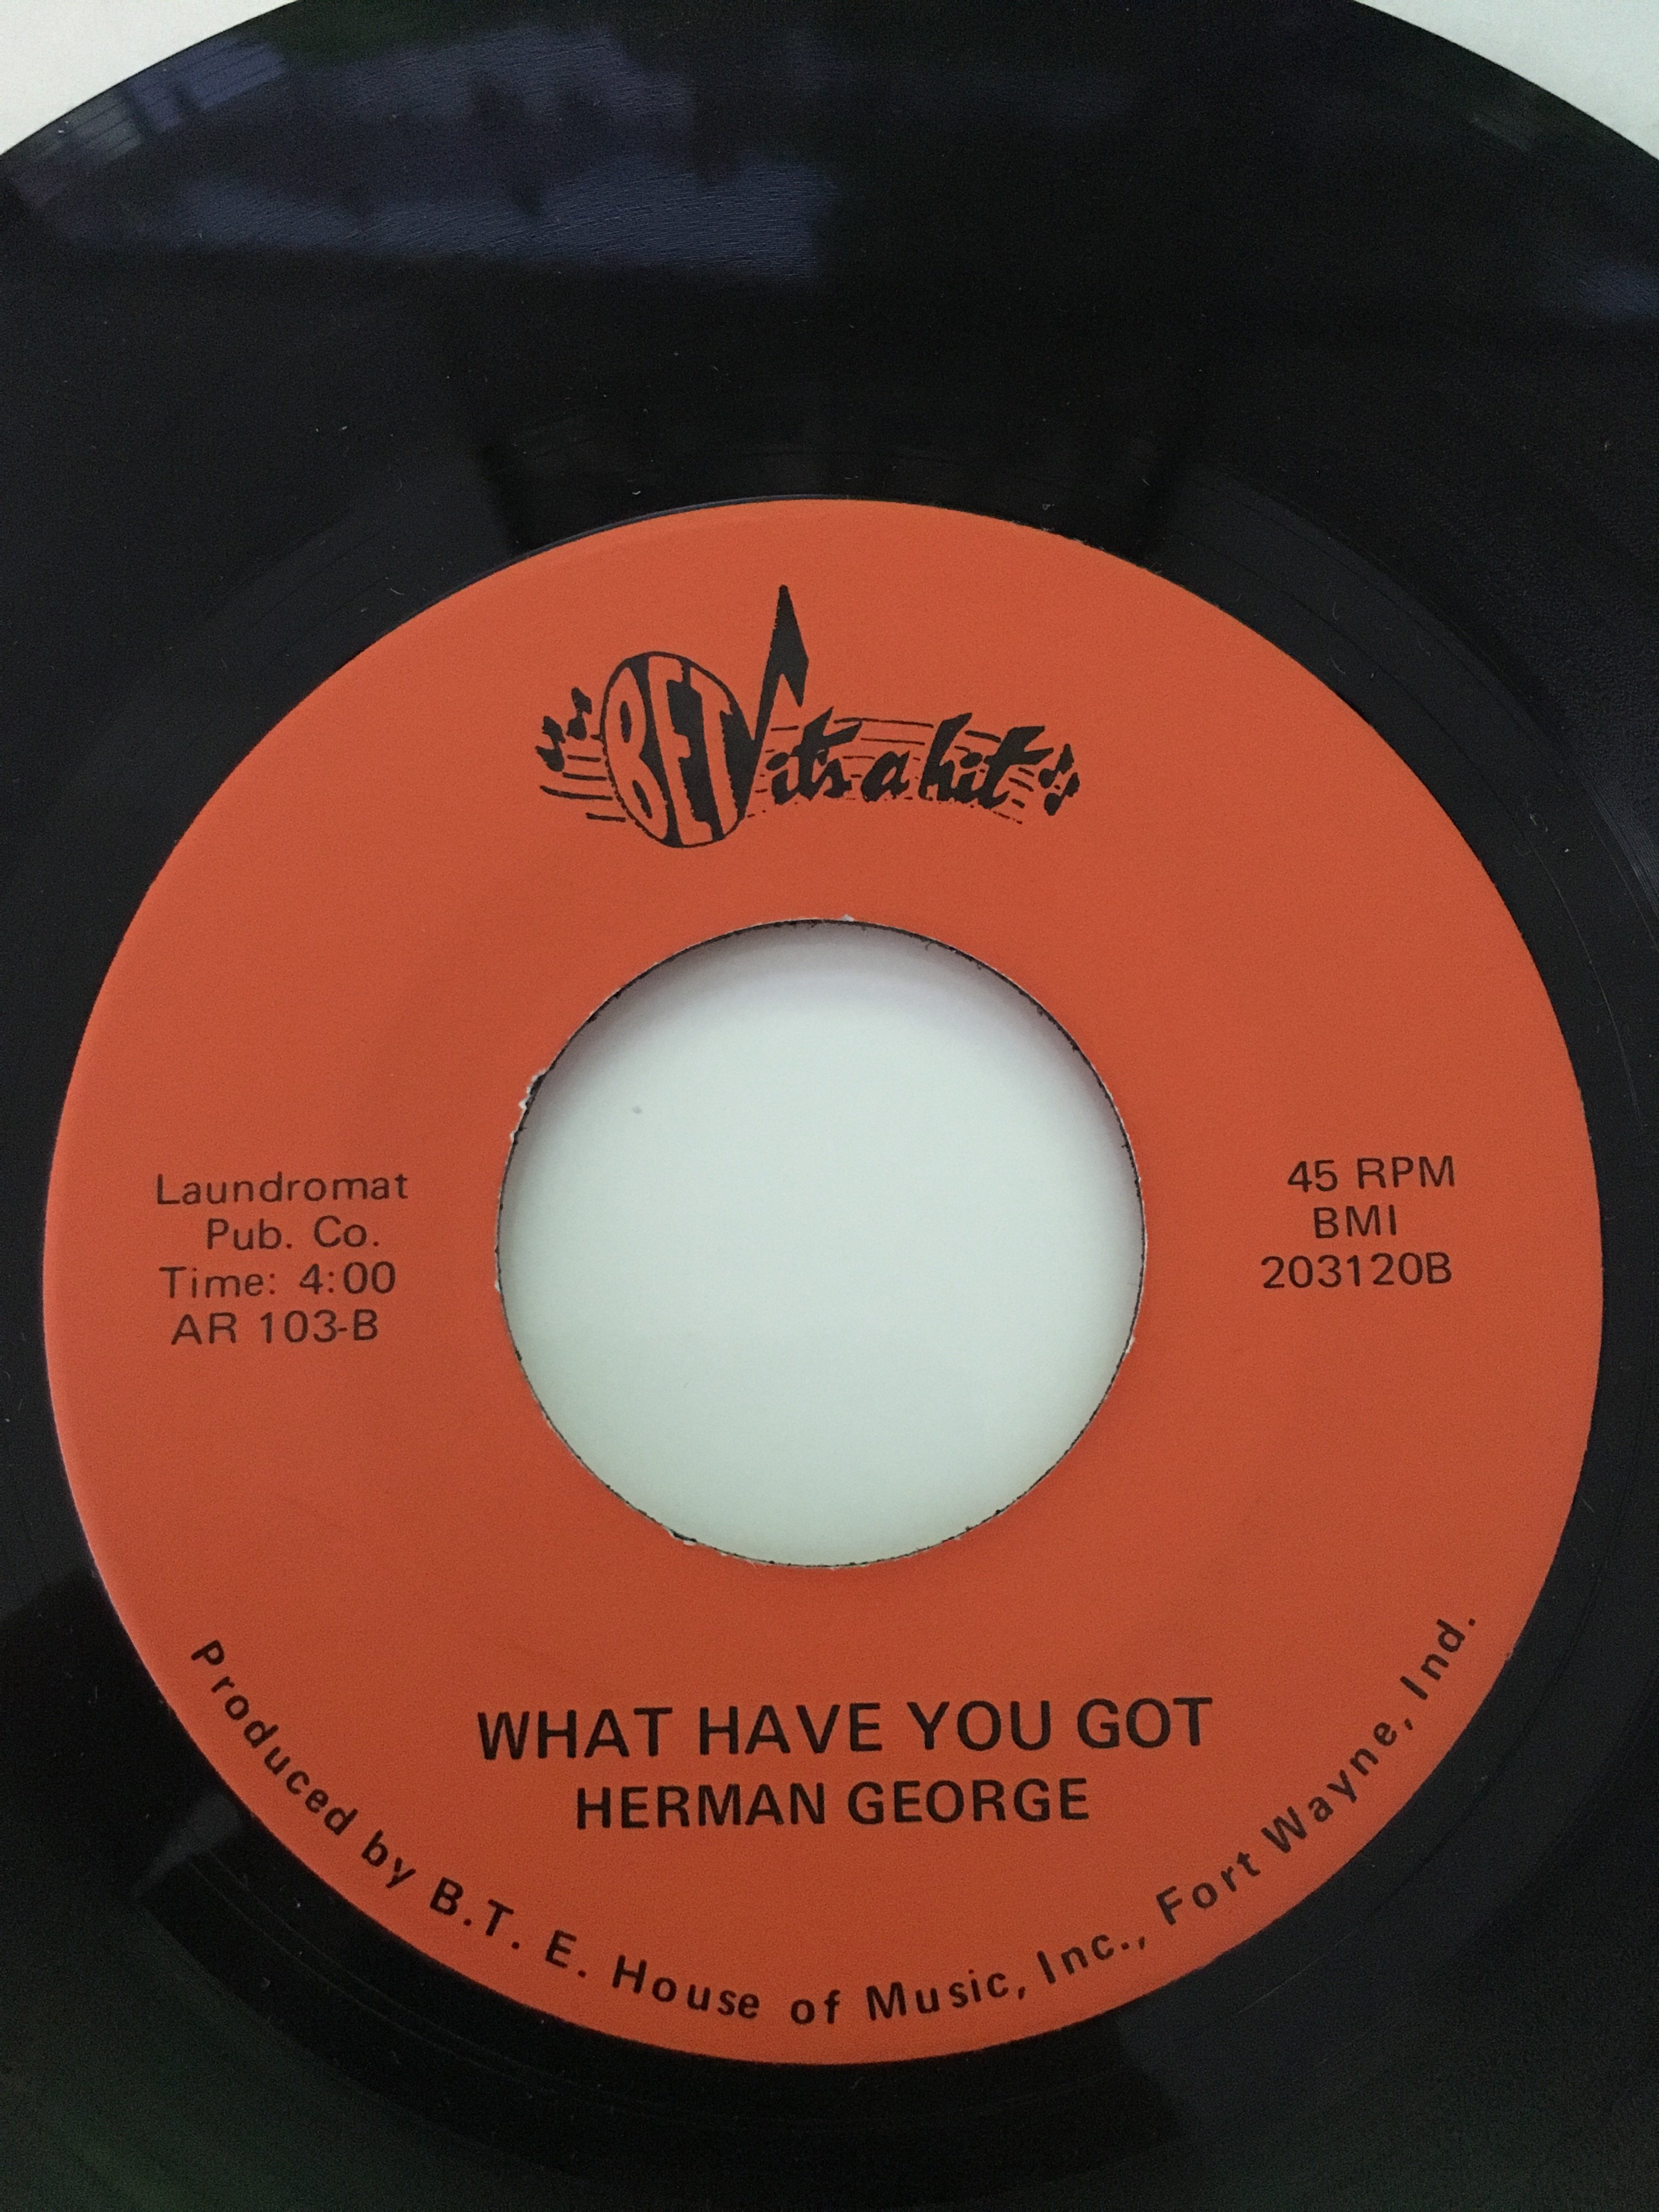 BET it's a hit
Laundromat
Pub. Co.
Time: 4:00
AR 103-B
45 RPM
BMI
203120B
WHAT HAVE YOU GOT
HERMAN GEORGE
Produced by B.T. E. House of Music, Inc., Fort Wayne, Ind.